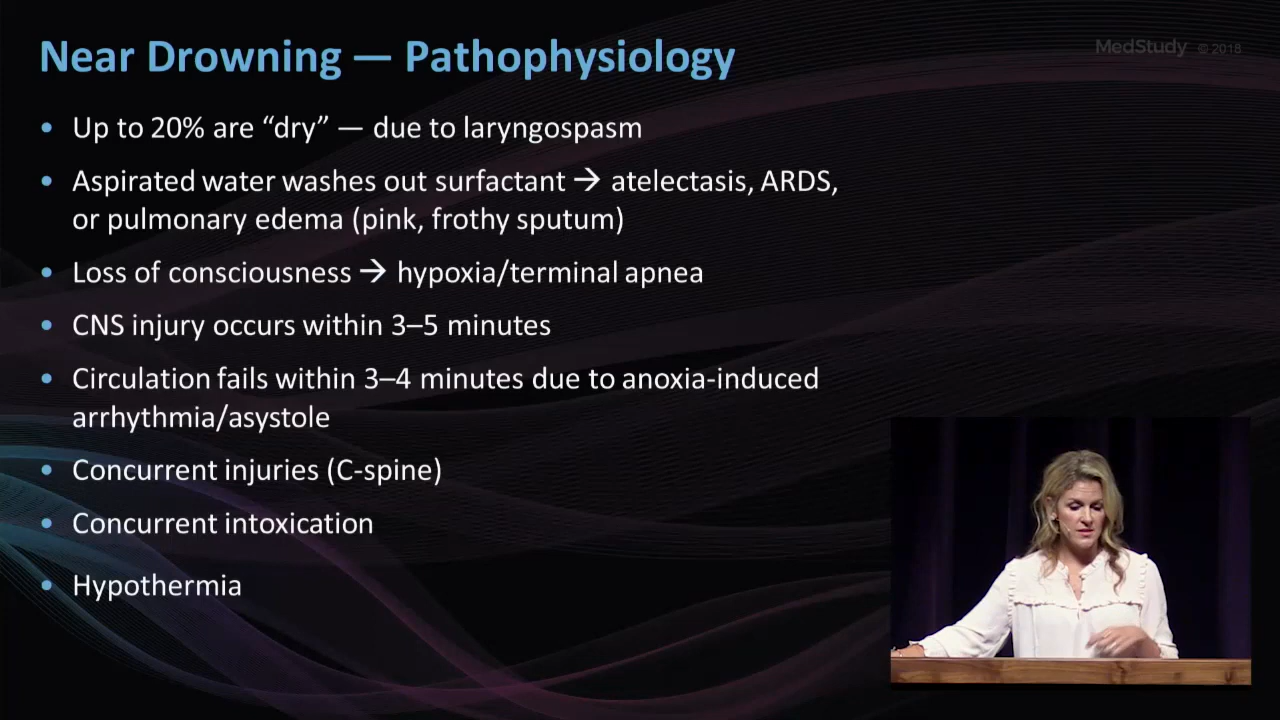 Near Drowning — Pathophysiology
MedStudy © 2018
• Up to 20% are “dry” — due to laryngospasm
• Aspirated water washes out surfactant → atelectasis, ARDS,
or pulmonary edema (pink, frothy sputum)
• Loss of consciousness → hypoxia/terminal apnea
• CNS injury occurs within 3–5 minutes
• Circulation fails within 3–4 minutes due to anoxia-induced
arrhythmia/asystole
• Concurrent injuries (C-spine)
• Concurrent intoxication
• Hypothermia